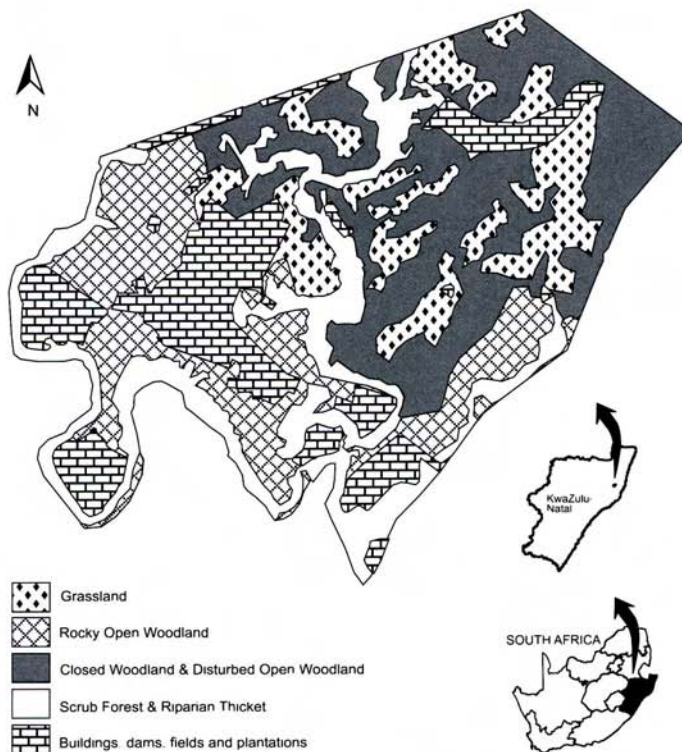 N
KwaZulu-
Natal
SOUTH AFRICA
Grassland
Rocky Open Woodland
Closed Woodland & Disturbed Open Woodland
Scrub Forest & Riparian Thicket
Buildings, dams, fields and plantations